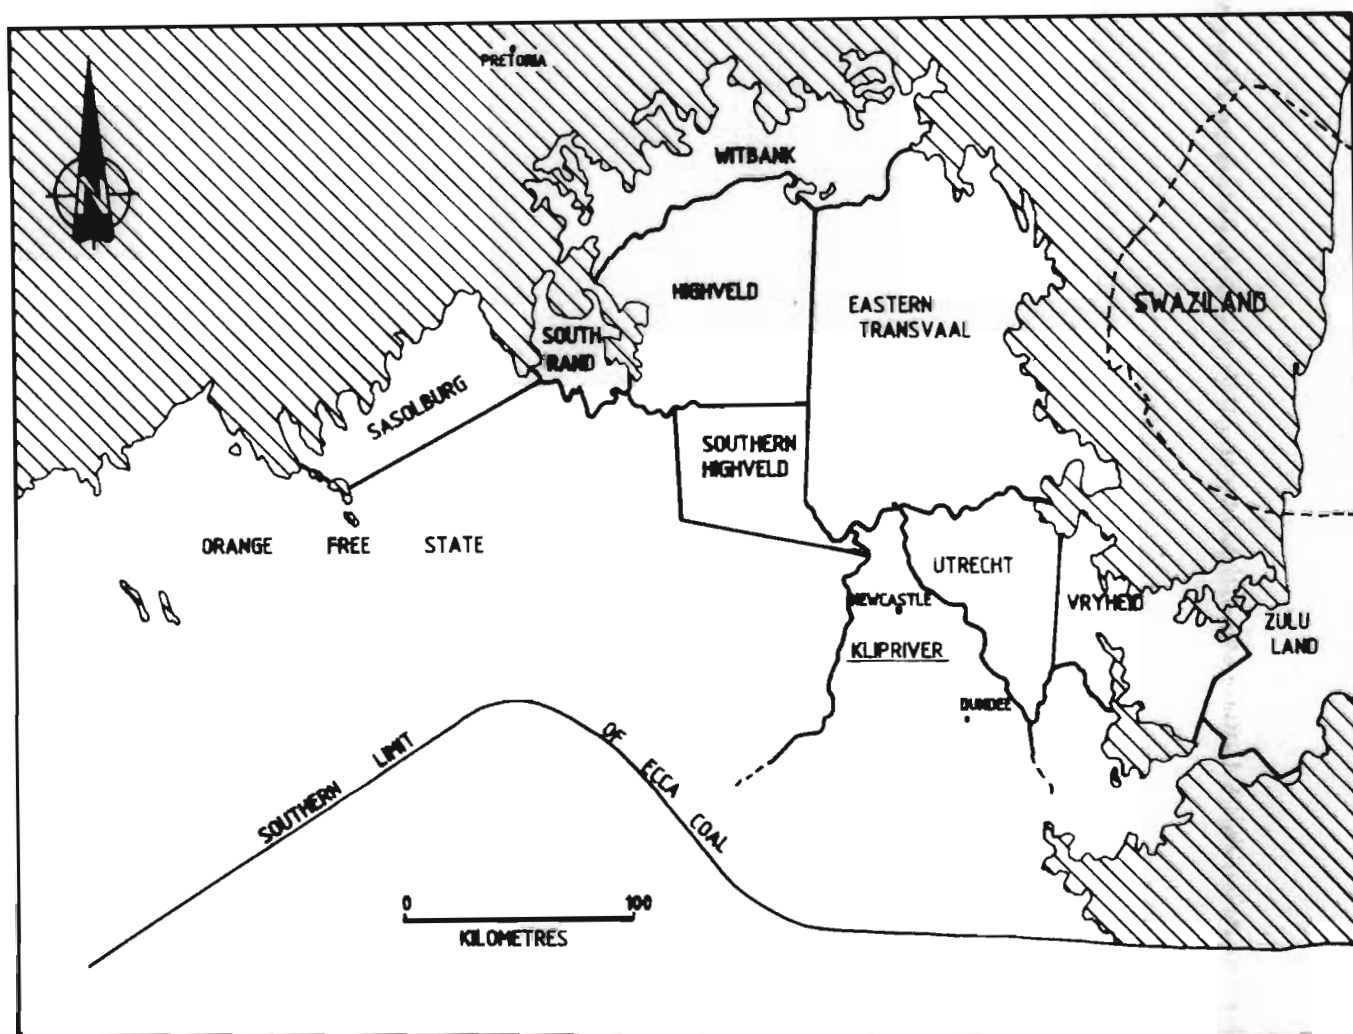 PRETORIA
N
WITBANK
HIGHVELD
EASTERN
TRANSVAAL
SWAZILAND
SOUTH
RAND
SASOLBURG
SOUTHERN
HIGHVELD
ORANGE FREE STATE
UTRECHT
NEWCASTLE
VRYHEID
ZULU
LAND
KLIPRIVER
DUNDEE
SOUTHERN LIMIT OF ECCA COAL
0 100
KILOMETRES